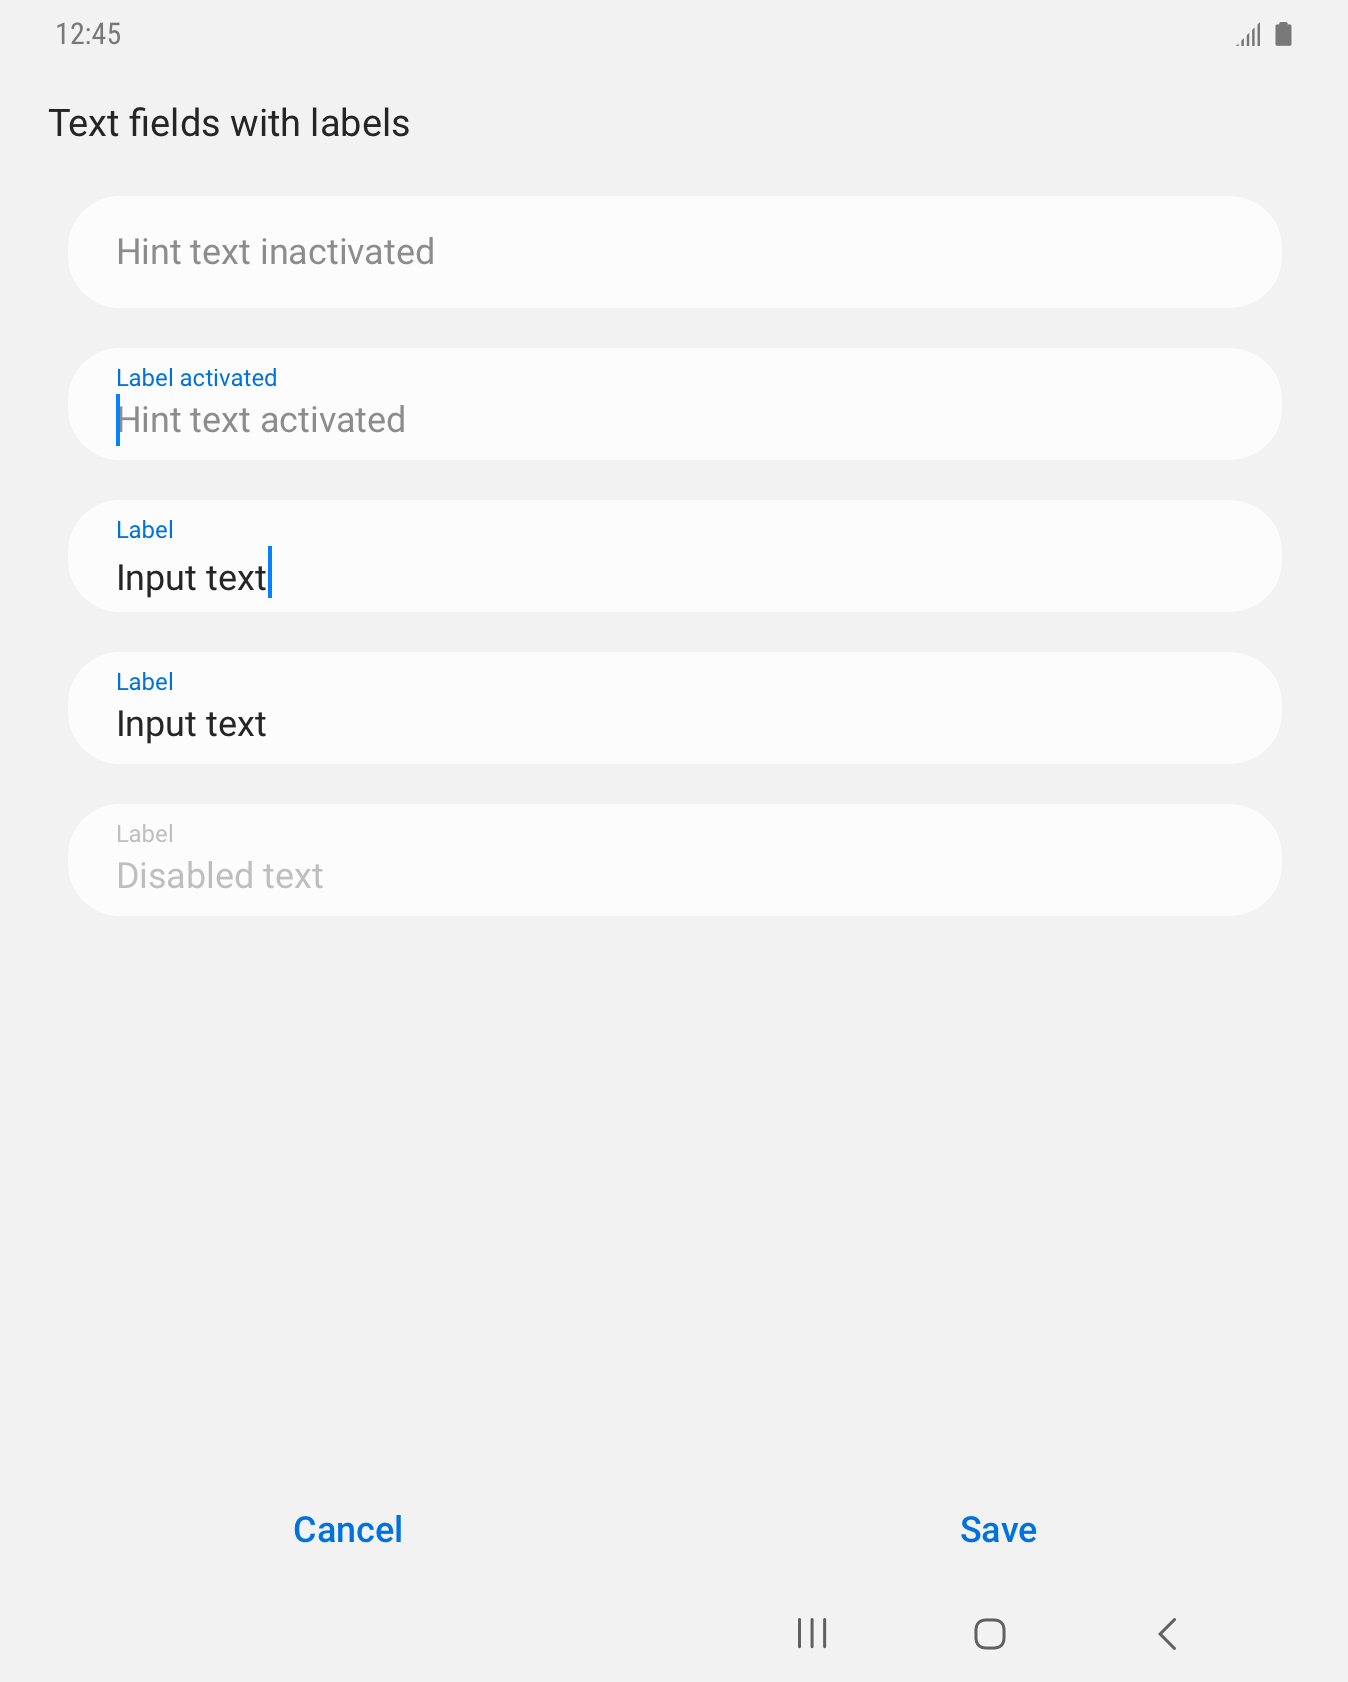 12:45
Text fields with labels
Hint text inactivated
Label activated
Hint text activated
Label
Input text
Label
Input text
Label
Disabled text
Cancel
Save